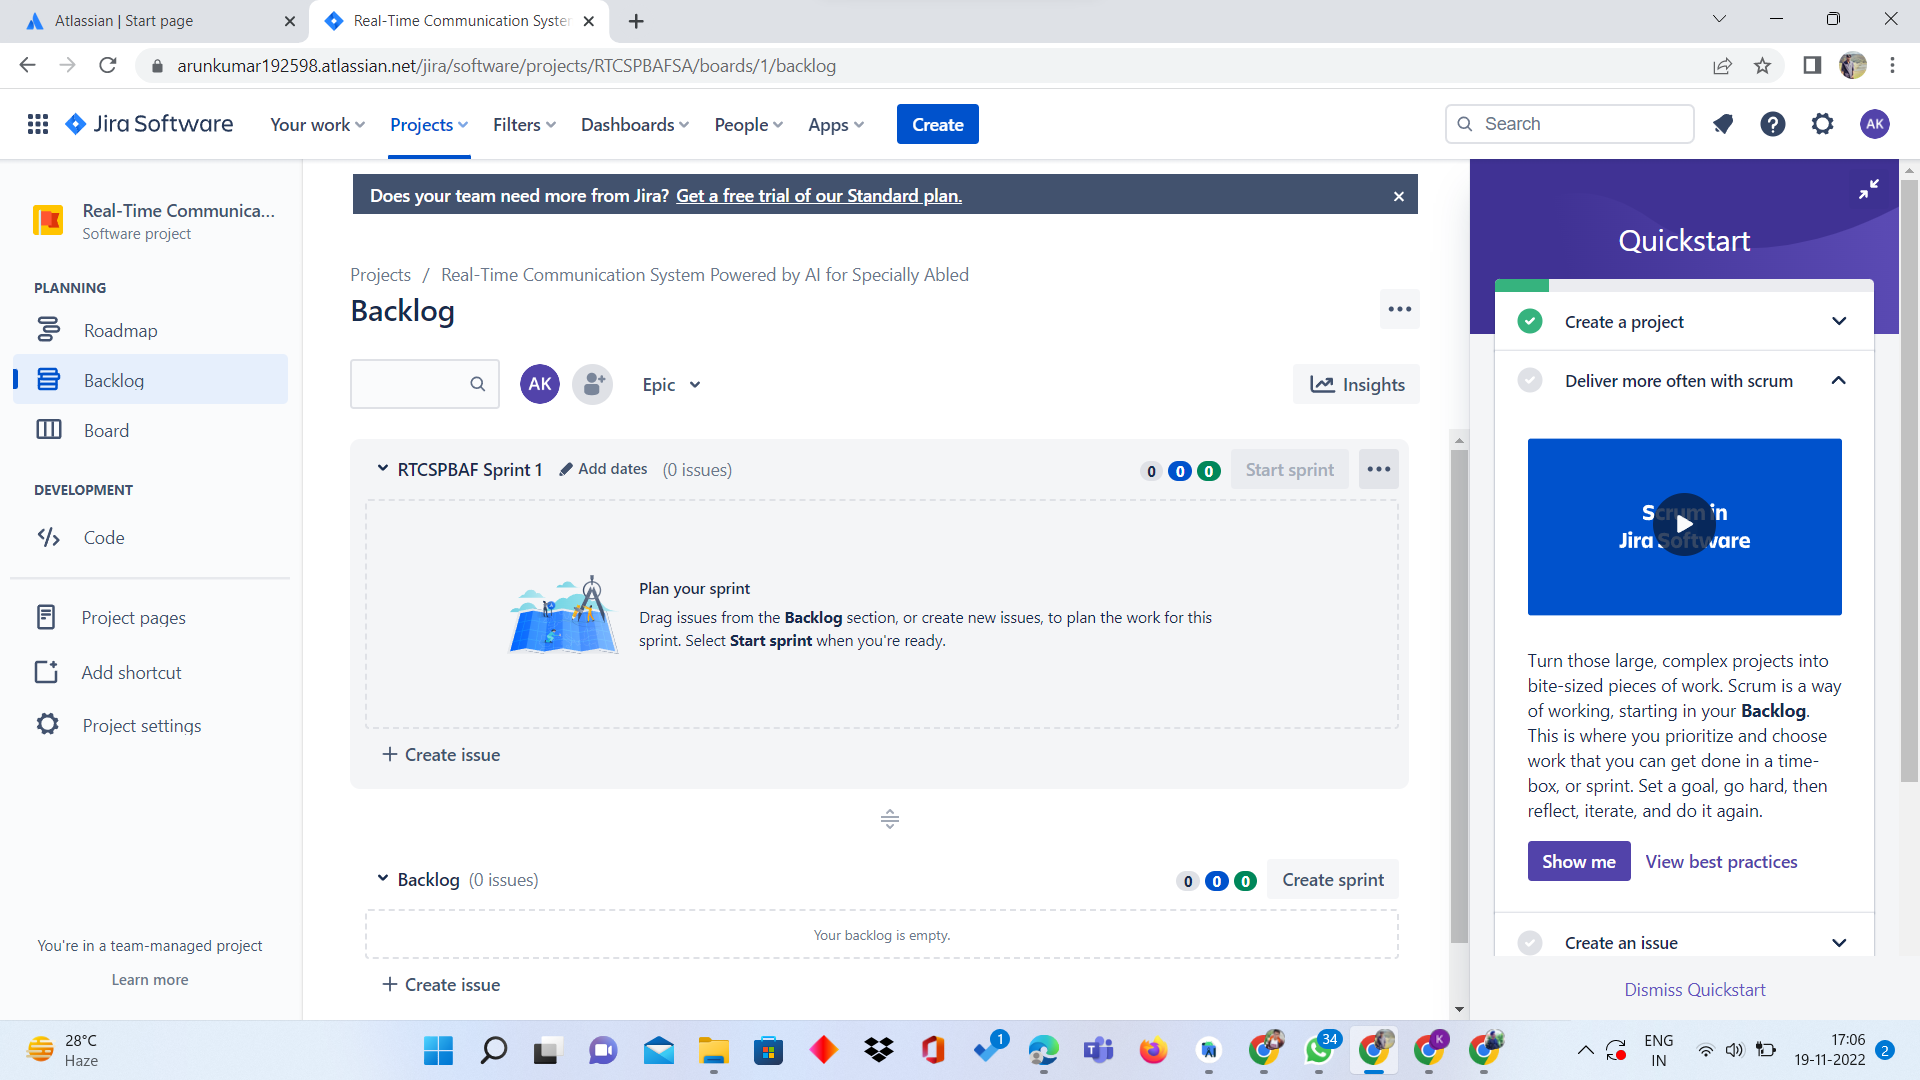 Atlassian | Start page
Real-Time Communication Syste
arunkumar192598.atlassian.net/jira/software/projects/RTCSPBAFSA/boards/1/backlog
Jira Software
Your work
Projects
Filters
Dashboards
People
Apps
Create
Search
AK
Real-Time Communica...
Software project
PLANNING
Roadmap
Backlog
Board
DEVELOPMENT
Code
Project pages
Add shortcut
Project settings
You're in a team-managed project
Learn more
Does your team need more from Jira? Get a free trial of our Standard plan.
Projects / Real-Time Communication System Powered by AI for Specially Abled
Backlog
AK
Epic
Insights
RTCSPBAF Sprint 1 Add dates (0 issues)
0 0 0 Start sprint
Plan your sprint
Drag issues from the Backlog section, or create new issues, to plan the work for this
sprint. Select Start sprint when you're ready.
+ Create issue
Backlog (0 issues)
0 0 0 Create sprint
Your backlog is empty.
+ Create issue
Quickstart
Create a project
Deliver more often with scrum
Scrum in
Jira Software
Turn those large, complex projects into
bite-sized pieces of work. Scrum is a way
of working, starting in your Backlog.
This is where you prioritize and choose
work that you can get done in a time-
box, or sprint. Set a goal, go hard, then
reflect, iterate, and do it again.
Show me View best practices
Create an issue
Dismiss Quickstart
28°C
Haze
1
34
K
ENG
IN
17:06
19-11-2022
2